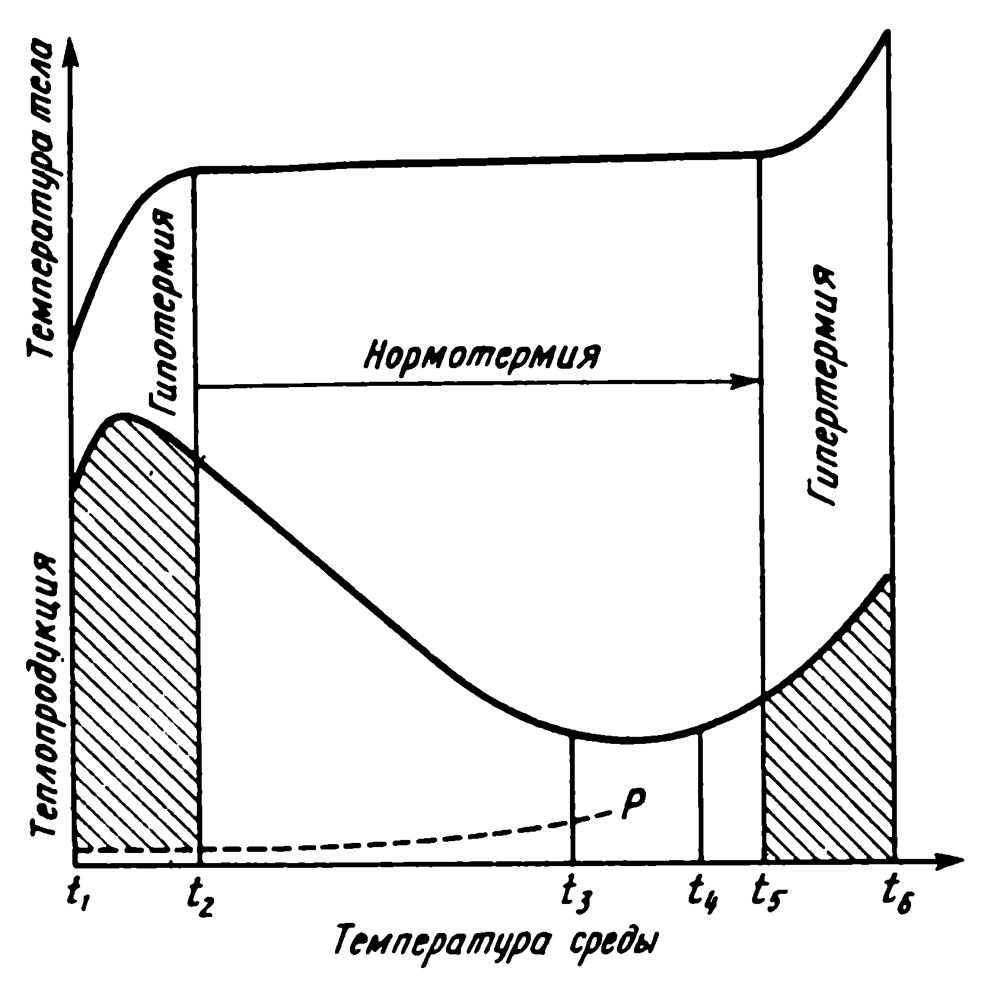 Температура тела
Теплопродукция
Гипотермия
Нормотермия
Гипертермия
P
t1
t2
t3
t4
t5
t6
Температура среды